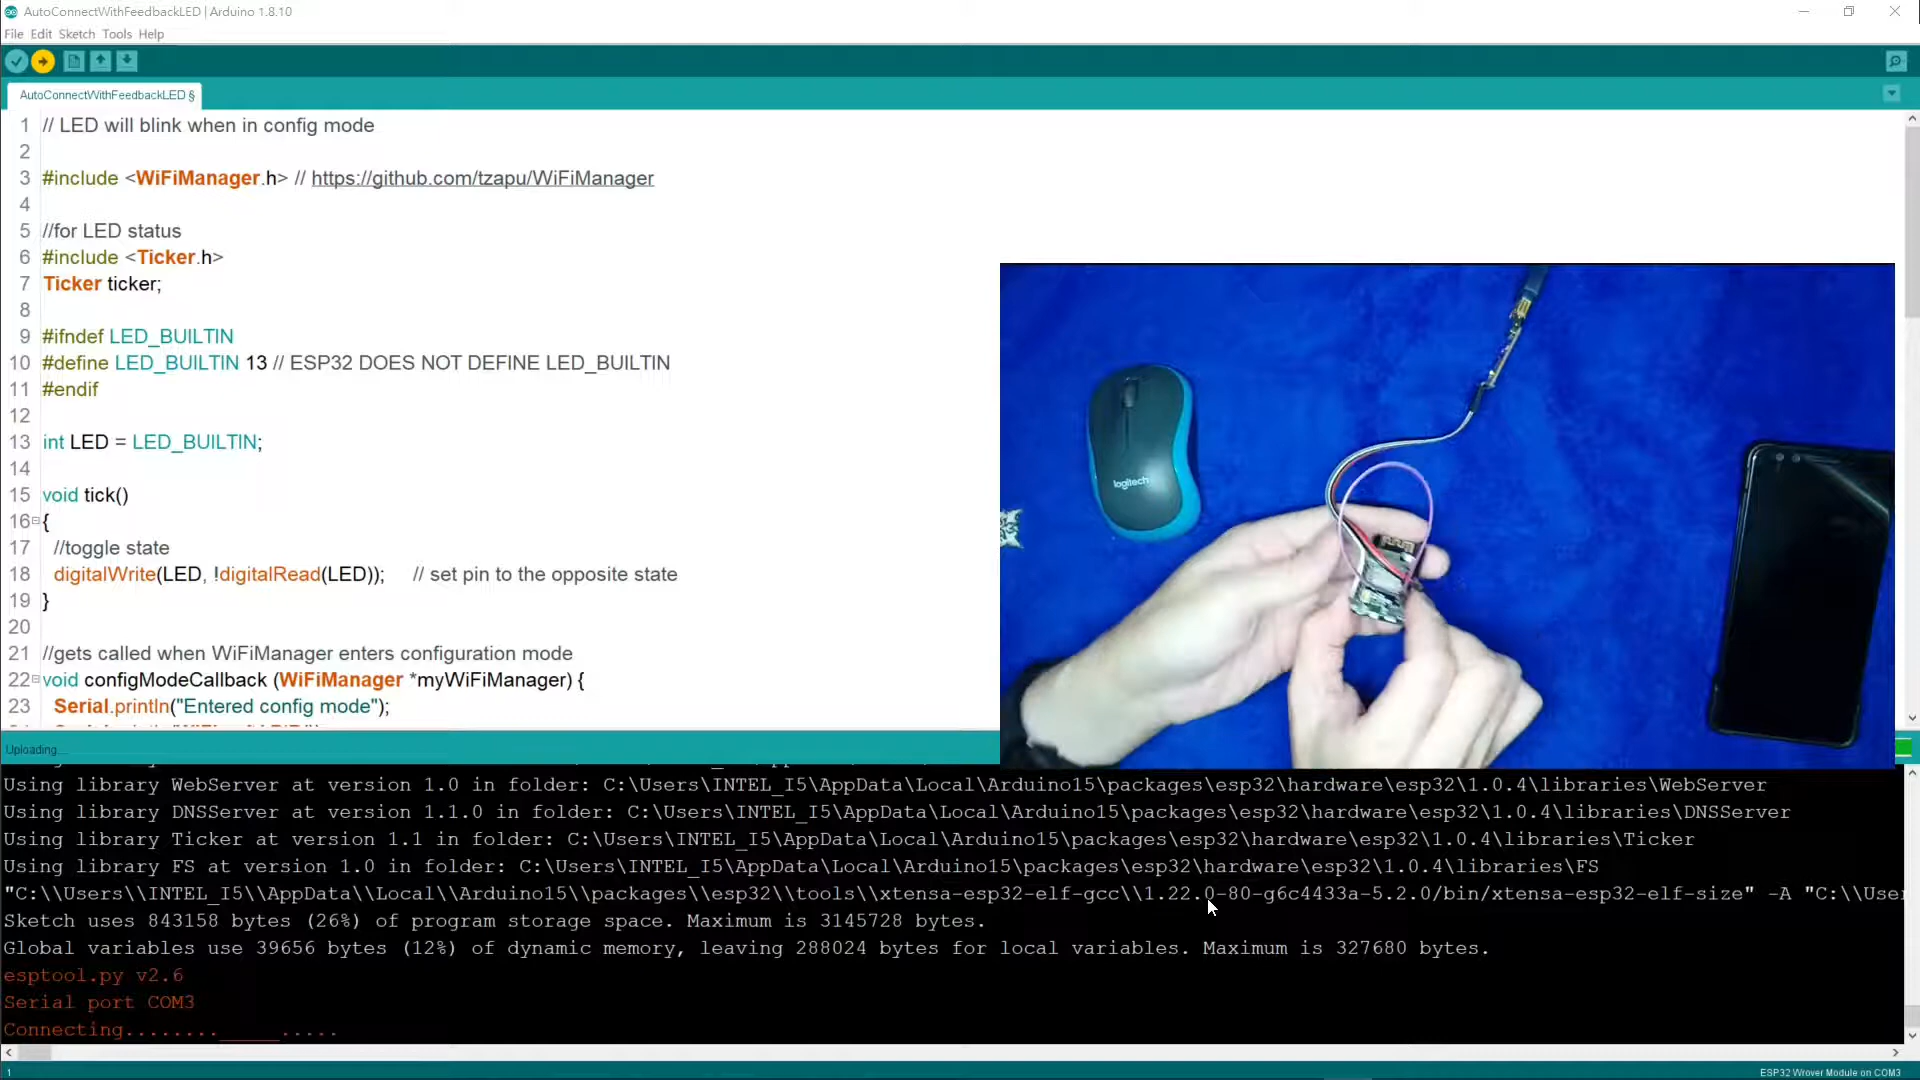 AutoConnectWithFeedbackLED | Arduino 1.8.10
File Edit Sketch Tools Help
AutoConnectWithFeedbackLED §
1 // LED will blink when in config mode
2
3 #include <WiFiManager.h> // https://github.com/tzapu/WiFiManager
4
5 //for LED status
6 #include <Ticker.h>
7 Ticker ticker;
8
9 #ifndef LED_BUILTIN
10 #define LED_BUILTIN 13 // ESP32 DOES NOT DEFINE LED_BUILTIN
11 #endif
12
13 int LED = LED_BUILTIN;
14
15 void tick()
16 {
17 //toggle state
18 digitalWrite(LED, !digitalRead(LED)); // set pin to the opposite state
19 }
20
21 //gets called when WiFiManager enters configuration mode
22 void configModeCallback (WiFiManager *myWiFiManager) {
23 Serial.println("Entered config mode");
logitech
Uploading...
Using library WebServer at version 1.0 in folder: C:\Users\INTEL_I5\AppData\Local\Arduino15\packages\esp32\hardware\esp32\1.0.4\libraries\WebServer
Using library DNSServer at version 1.1.0 in folder: C:\Users\INTEL_I5\AppData\Local\Arduino15\packages\esp32\hardware\esp32\1.0.4\libraries\DNSServer
Using library Ticker at version 1.1 in folder: C:\Users\INTEL_I5\AppData\Local\Arduino15\packages\esp32\hardware\esp32\1.0.4\libraries\Ticker
Using library FS at version 1.0 in folder: C:\Users\INTEL_I5\AppData\Local\Arduino15\packages\esp32\hardware\esp32\1.0.4\libraries\FS
"C:\\Users\\INTEL_I5\\AppData\\Local\\Arduino15\\packages\\esp32\\tools\\xtensa-esp32-elf-gcc\\1.22.0-80-g6c4433a-5.2.0/bin/xtensa-esp32-elf-size" -A "C:\\User
Sketch uses 843158 bytes (26%) of program storage space. Maximum is 3145728 bytes.
Global variables use 39656 bytes (12%) of dynamic memory, leaving 288024 bytes for local variables. Maximum is 327680 bytes.
esptool.py v2.6
Serial port COM3
Connecting........_____.....
1
ESP32 Wrover Module on COM3